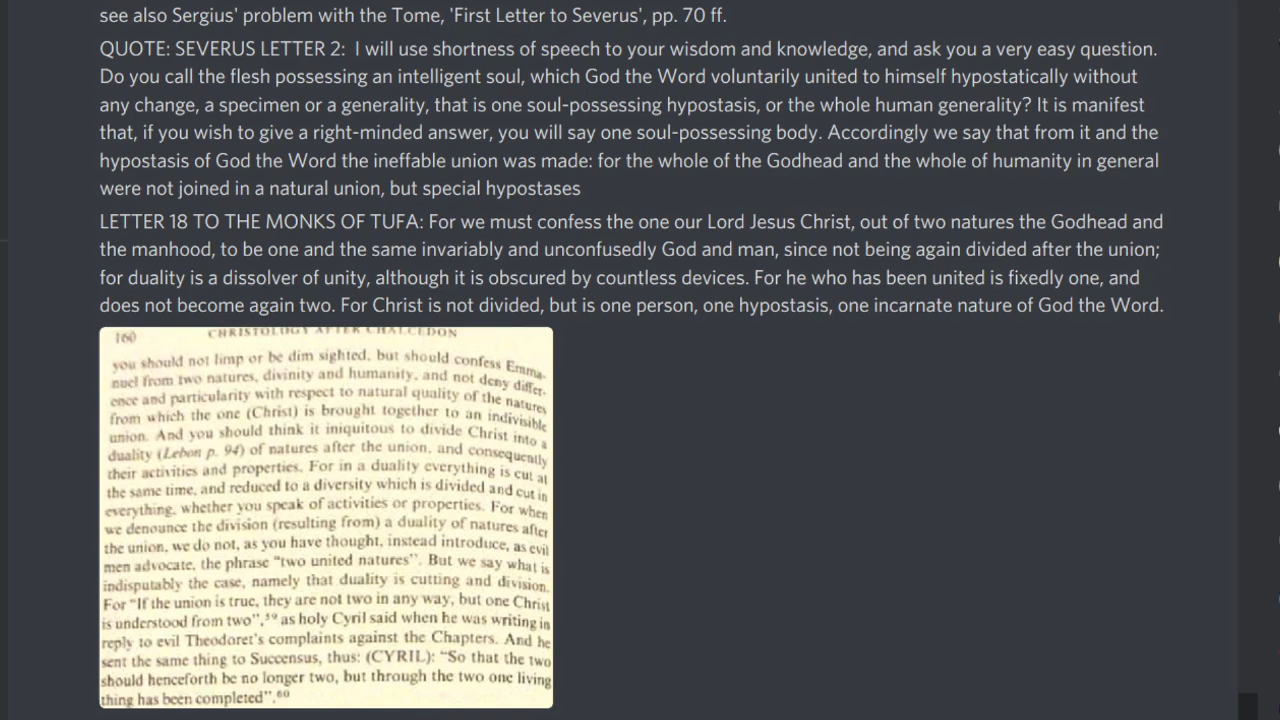 see also Sergius' problem with the Tome, 'First Letter to Severus', pp. 70 ff.
QUOTE: SEVERUS LETTER 2:  I will use shortness of speech to your wisdom and knowledge, and ask you a very easy question.
Do you call the flesh possessing an intelligent soul, which God the Word voluntarily united to himself hypostatically without
any change, a specimen or a generality, that is one soul-possessing hypostasis, or the whole human generality? It is manifest
that, if you wish to give a right-minded answer, you will say one soul-possessing body. Accordingly we say that from it and the
hypostasis of God the Word the ineffable union was made: for the whole of the Godhead and the whole of humanity in general
were not joined in a natural union, but special hypostases
LETTER 18 TO THE MONKS OF TUFA: For we must confess the one our Lord Jesus Christ, out of two natures the Godhead and
the manhood, to be one and the same invariably and unconfusedly God and man, since not being again divided after the union;
for duality is a dissolver of unity, although it is obscured by countless devices. For he who has been united is fixedly one, and
does not become again two. For Christ is not divided, but is one person, one hypostasis, one incarnate nature of God the Word.
160 CHRISTOLOGY AFTER CHALCEDON
you should not limp or be dim sighted, but should confess Emma-
nuel from two natures, divinity and humanity, and not deny differ-
ence and particularity with respect to natural quality of the natures
from which the one (Christ) is brought together to an indivisible
union. And you should think it iniquitous to divide Christ into a
duality (Lebon p. 94) of natures after the union, and consequently
their activities and properties. For in a duality everything is cut at
the same time, and reduced to a diversity which is divided and cut in
everything, whether you speak of activities or properties. For when
we denounce the division (resulting from) a duality of natures after
the union, we do not, as you have thought, instead introduce, as evil
men advocate, the phrase "two united natures". But we say what is
indisputably the case, namely that duality is cutting and division.
For "If the union is true, they are not two in any way, but one Christ
is understood from two",⁵⁹ as holy Cyril said when he was writing in
reply to evil Theodoret's complaints against the Chapters. And he
sent the same thing to Succensus, thus: (CYRIL): "So that the two
should henceforth be no longer two, but through the two one living
thing has been completed".⁶⁰